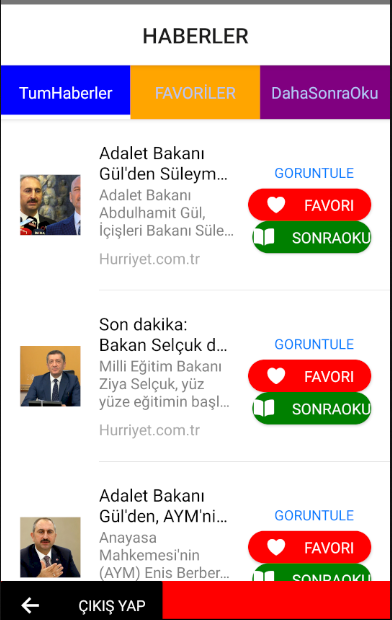 HABERLER
TumHaberler
FAVORİLER
DahaSonraOku
Adalet Bakanı
Gül'den Süleym...
Adalet Bakanı
Abdulhamit Gül,
İçişleri Bakanı Süle...
Hurriyet.com.tr
GORUNTULE
FAVORI
SONRAOKU
Son dakika:
Bakan Selçuk d...
Milli Eğitim Bakanı
Ziya Selçuk, yüz
yüze eğitimin başl...
Hurriyet.com.tr
GORUNTULE
FAVORI
SONRAOKU
Adalet Bakanı
Gül'den, AYM'ni...
Anayasa
Mahkemesi'nin
(AYM) Enis Berber...
GORUNTULE
FAVORI
SONRAOKU
ÇIKIŞ YAP